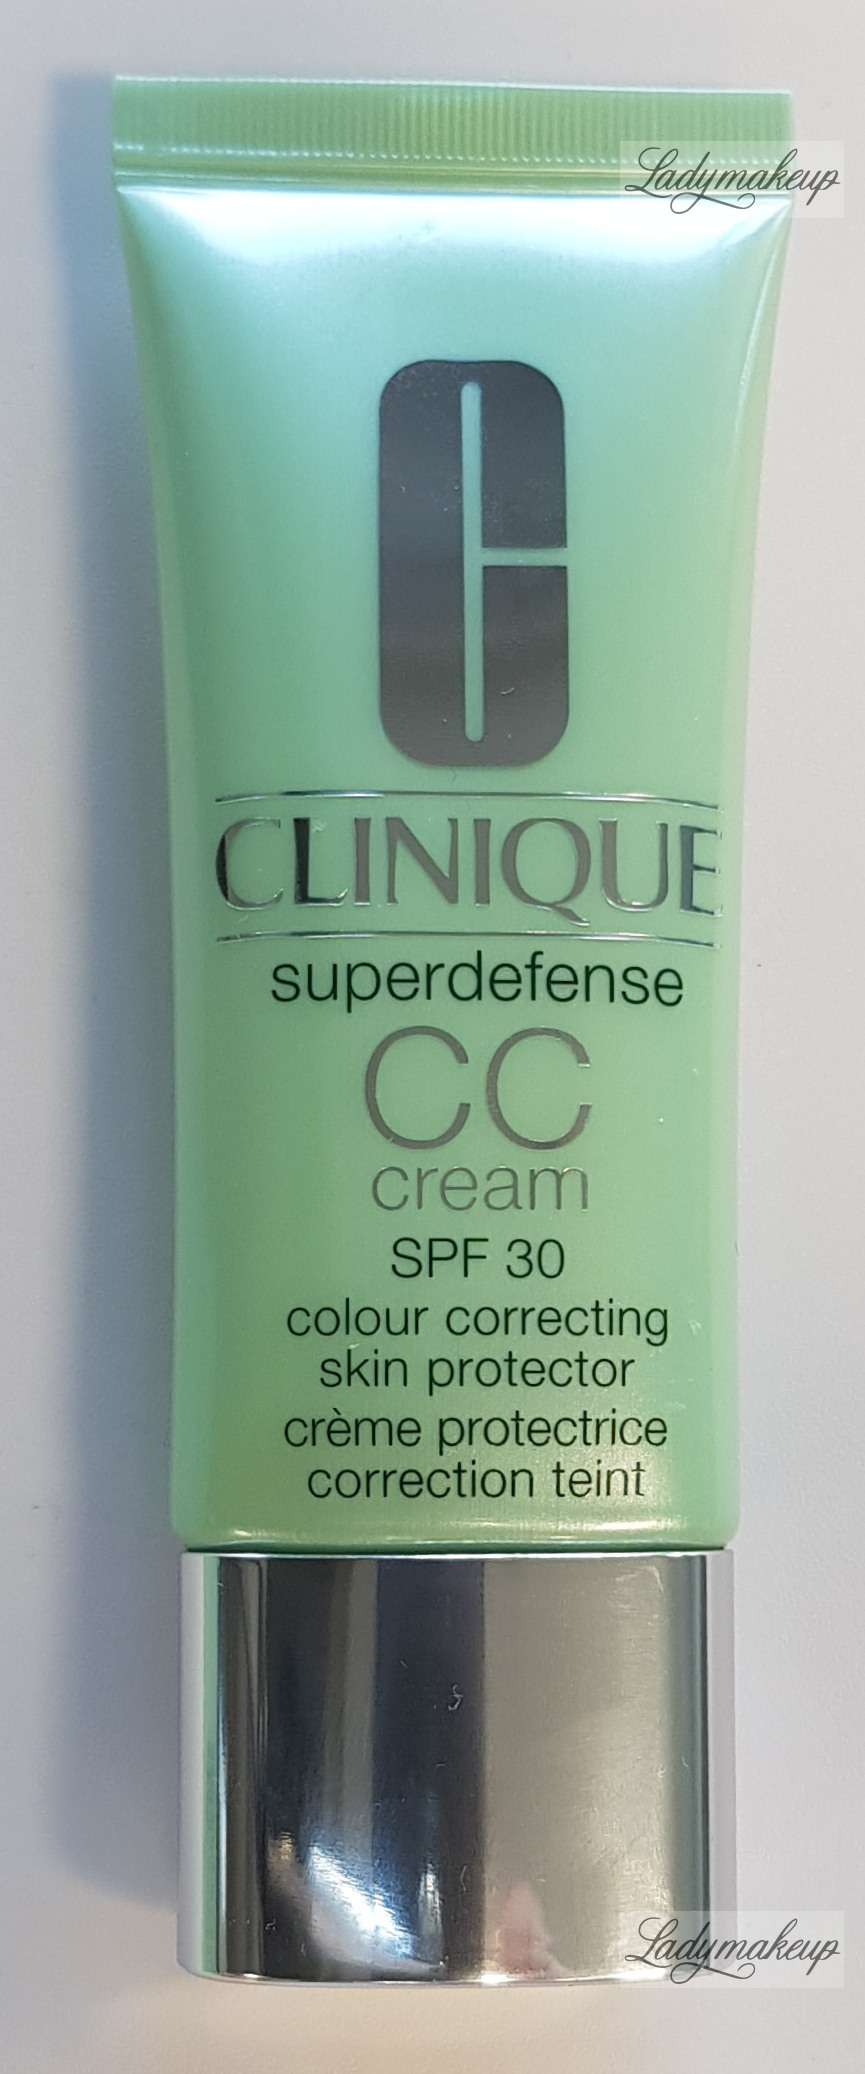 Ladymakeup
C
CLINIQUE
superdefense
CC
cream
SPF 30
colour correcting
skin protector
crème protectrice
correction teint
Ladymakeup